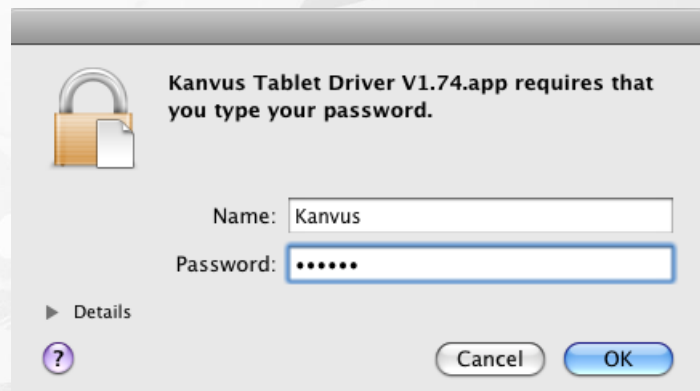 Kanvus Tablet Driver V1.74.app requires that
you type your password.
Name: Kanvus
Password: ••••••
Details
?
Cancel OK